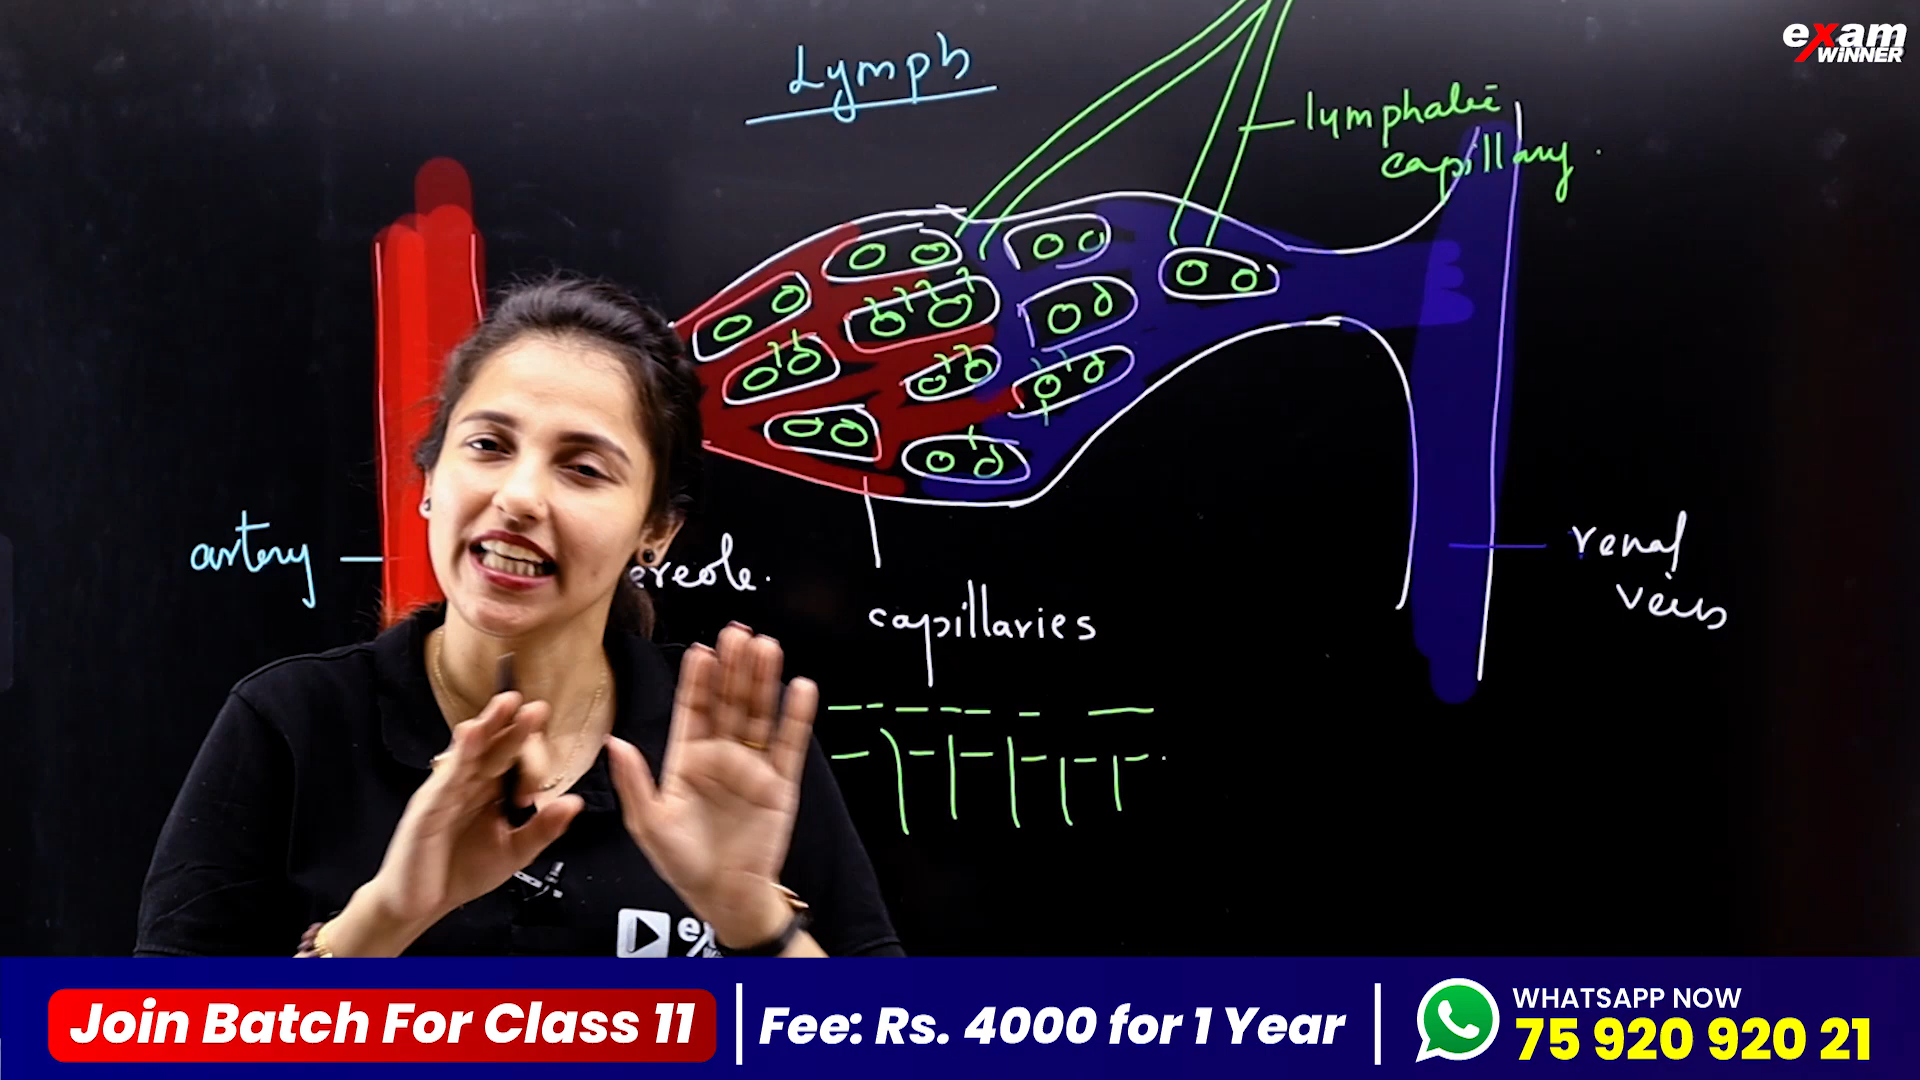 exam
WINNER
Lymph
lymphatic
capillary.
artery
ereole.
capillaries
renal
veins
Join Batch For Class 11
Fee: Rs. 4000 for 1 Year
WHATSAPP NOW
75 920 920 21